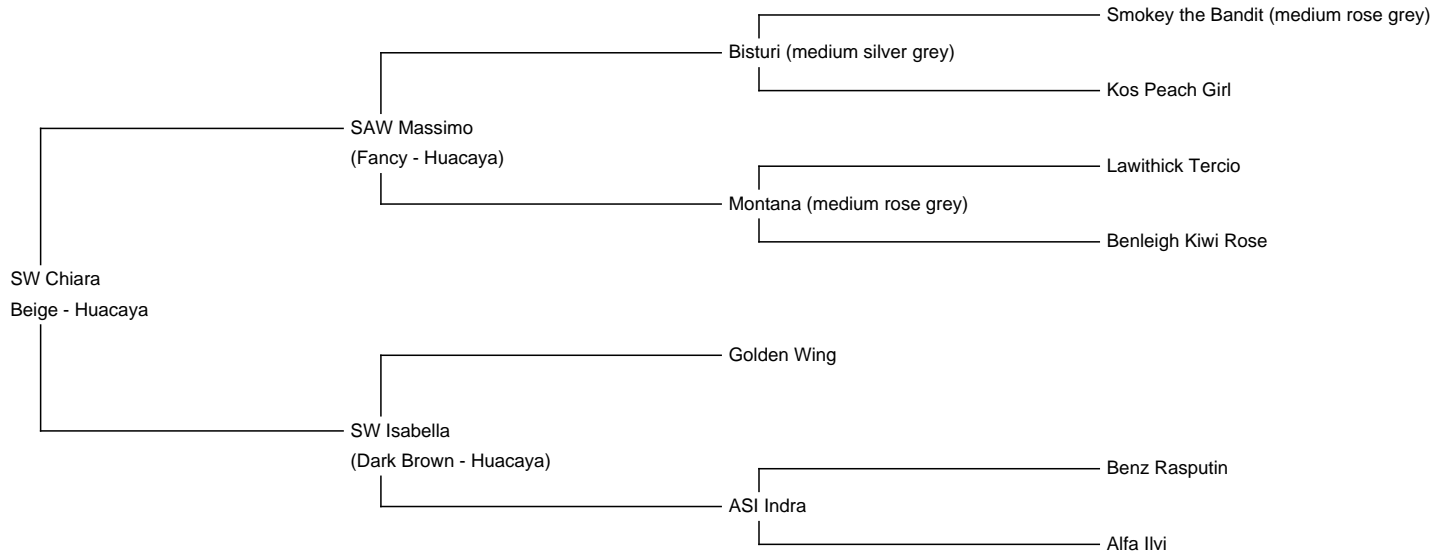 Smokey the Bandit (medium rose grey)
Bisturi (medium silver grey)
Kos Peach Girl
SAW Massimo
(Fancy - Huacaya)
Lawithick Tercio
Montana (medium rose grey)
Benleigh Kiwi Rose
SW Chiara
Beige - Huacaya
Golden Wing
SW Isabella
(Dark Brown - Huacaya)
Benz Rasputin
ASI Indra
Alfa Ilvi